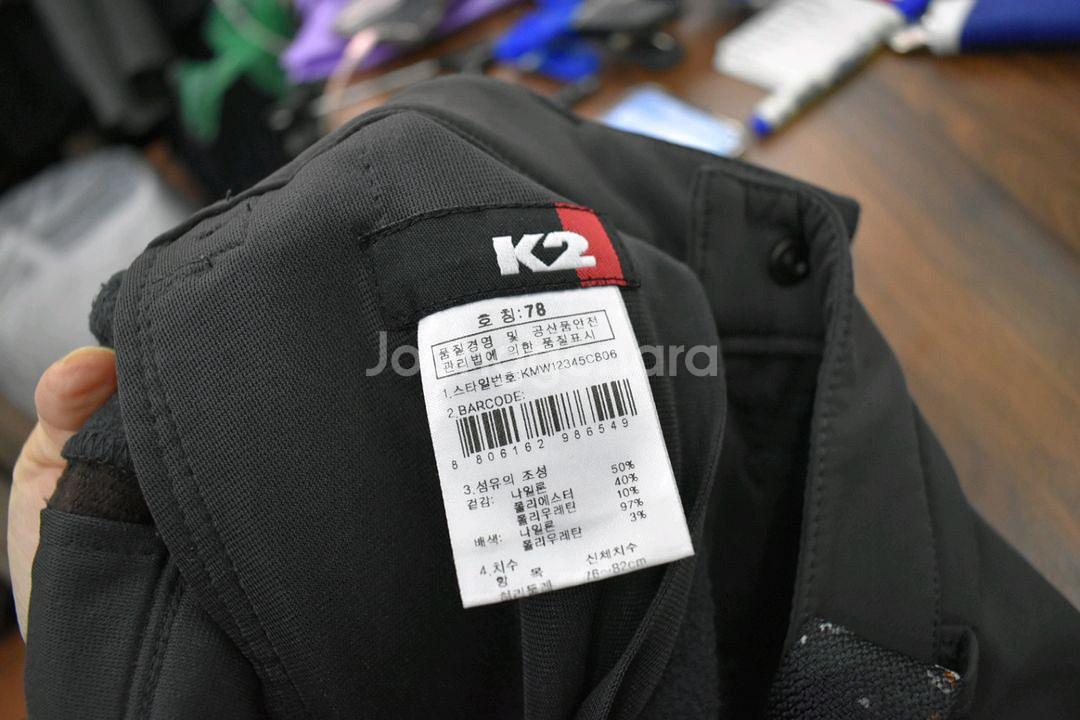 K2
호 칭:78
품질경영 및 공산품안전
관리법에 의한 품질표시
1.스타일번호:KMW12345C806
2.BARCODE:
8 806162 986549
3.섬유의 조성
겉감: 나일론 50%
폴리에스터 40%
폴리우레탄 10%
배색: 나일론 97%
폴리우레탄 3%
4.치수
항 목 신체치수
허리둘레 76~82cm